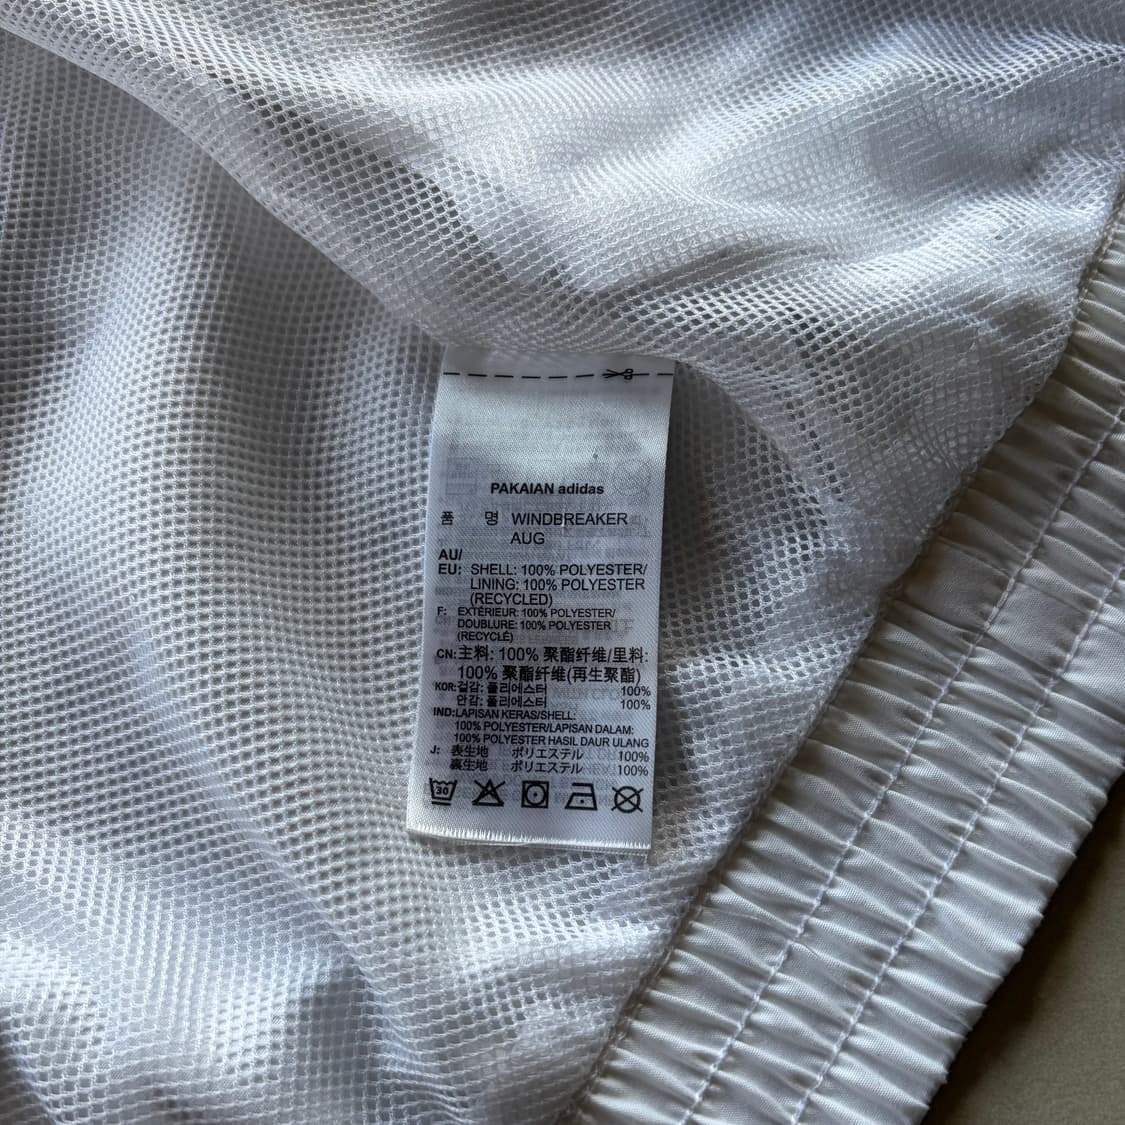 PAKAIAN adidas
품 명 WINDBREAKER
AUG
AU/
EU: SHELL: 100% POLYESTER/
LINING: 100% POLYESTER
(RECYCLED)
F: EXTÉRIEUR: 100% POLYESTER/
DOUBLURE: 100% POLYESTER
(RECYCLÉ)
CN: 主料: 100% 聚酯纤维/里料:
100% 聚酯纤维(再生聚酯)
KOR: 겉감: 폴리에스터 100%
안감: 폴리에스터 100%
IND: LAPISAN KERAS/SHELL:
100% POLYESTER/LAPISAN DALAM:
100% POLYESTER HASIL DAUR ULANG
J: 表生地 ポリエステル 100%
裏生地 ポリエステル 100%
30